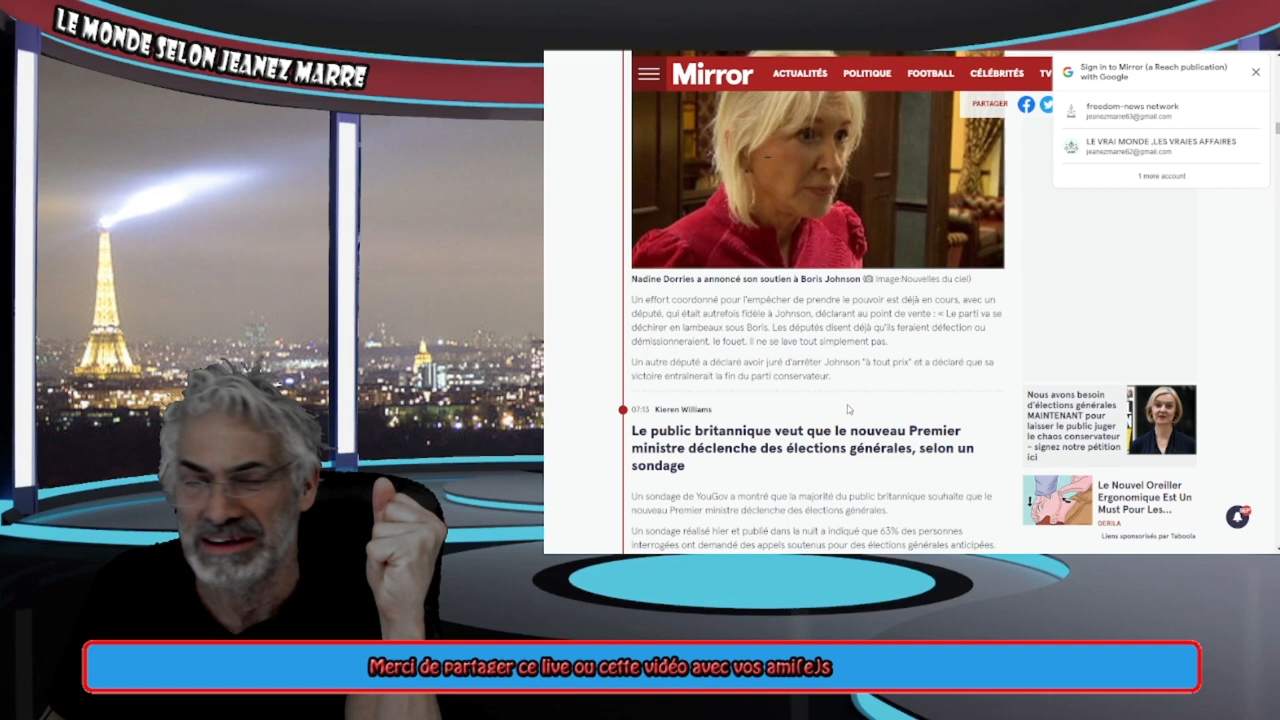 LE MONDE SELON JEANEZ MARRE
Mirror
ACTUALITÉS POLITIQUE FOOTBALL CÉLÉBRITÉS TV
Sign in to Mirror (a Reach publication)
with Google
freedom-news network
jeanezmarre63@gmail.com
LE VRAI MONDE ,LES VRAIES AFFAIRES
jeanezmarre62@gmail.com
1 more account
PARTAGER
Nadine Dorries a annoncé son soutien à Boris Johnson (Image:Nouvelles du ciel)
Un effort coordonné pour l'empêcher de prendre le pouvoir est déjà en cours, avec un
député, qui était autrefois fidèle à Johnson, déclarant au point de vente : « Le parti va se
déchirer en lambeaux sous Boris. Les députés disent déjà qu'ils feraient défection ou
démissionneraient. le fouet. Il ne se lave tout simplement pas.
Un autre député a déclaré avoir juré d'arrêter Johnson "à tout prix" et a déclaré que sa
victoire entraînerait la fin du parti conservateur.
07:13 Kieren Williams
Le public britannique veut que le nouveau Premier
ministre déclenche des élections générales, selon un
sondage
Un sondage de YouGov a montré que la majorité du public britannique souhaite que le
nouveau Premier ministre déclenche des élections générales.
Un sondage réalisé hier et publié dans la nuit a indiqué que 63% des personnes
interrogées ont demandé des appels soutenus pour des élections générales anticipées.
Nous avons besoin
d'élections générales
MAINTENANT pour
laisser le public juger
le chaos conservateur
- signez notre pétition
ici
Le Nouvel Oreiller
Ergonomique Est Un
Must Pour Les...
DERILA
Liens sponsorisés par Taboola
Merci de partager ce live ou cette vidéo avec vos ami(e)s